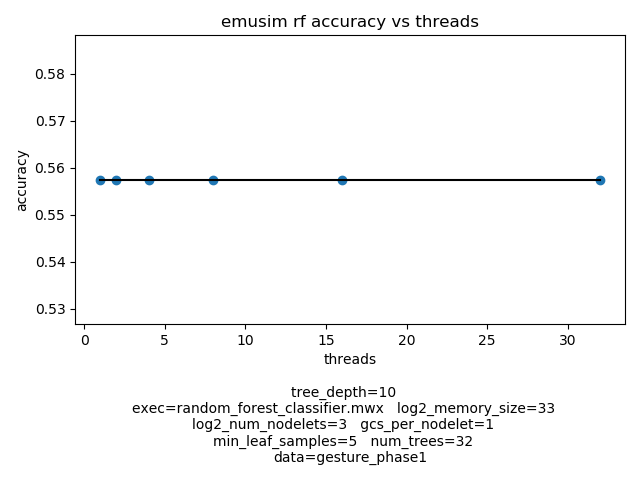 emusim rf accuracy vs threads
0.58
0.57
0.56
0.55
0.54
0.53
accuracy
0 5 10 15 20 25 30
threads
tree_depth=10
exec=random_forest_classifier.mwx log2_memory_size=33
log2_num_nodelets=3 gcs_per_nodelet=1
min_leaf_samples=5 num_trees=32
data=gesture_phase1